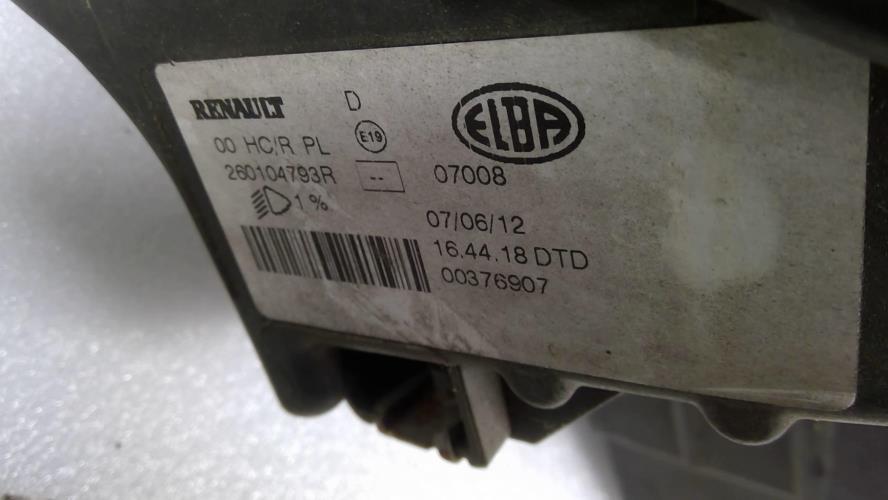 RENAULT D ELBA
00 HC/R PL E19
260104793R -- 07008
1% 07/06/12
16.44.18 DTD
00376907